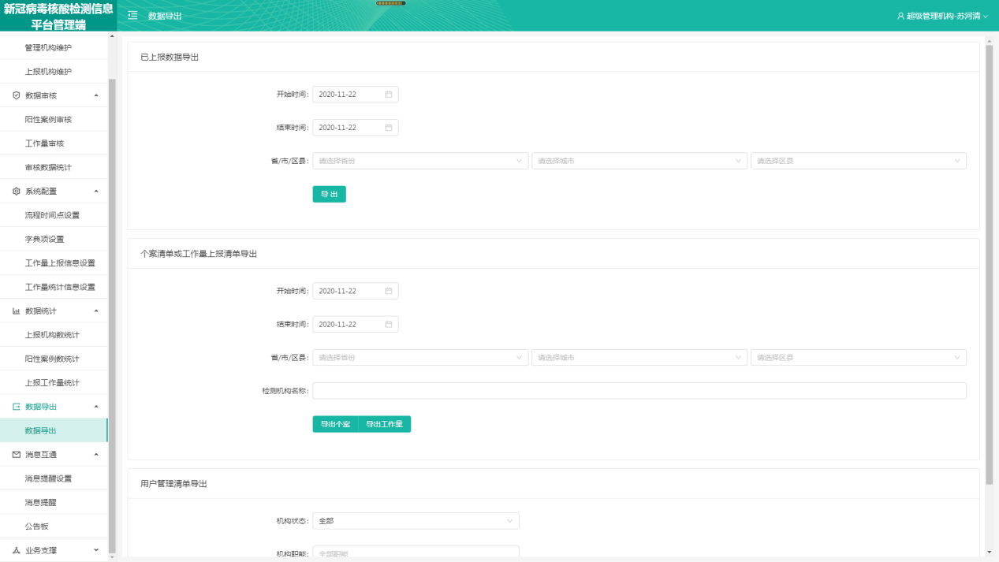 新冠病毒核酸检测信息
平台管理端
数据导出
超级管理机构-苏河清
管理机构维护
上报机构维护
数据审核
阳性案例审核
工作量审核
审核数据统计
系统配置
流程时间点设置
字典项设置
工作量上报信息设置
工作量统计信息设置
数据统计
上报机构数统计
阳性案例数统计
上报工作量统计
数据导出
数据导出
消息互通
消息提醒设置
消息提醒
公告板
业务支撑
已上报数据导出
开始时间: 2020-11-22
结束时间: 2020-11-22
省/市/区县: 请选择省份 请选择城市 请选择区县
导 出
个案清单或工作量上报清单导出
开始时间: 2020-11-22
结束时间: 2020-11-22
省/市/区县: 请选择省份 请选择城市 请选择区县
检测机构名称:
导出个案 导出工作量
用户管理清单导出
机构状态: 全部
机构职能: 全部职能